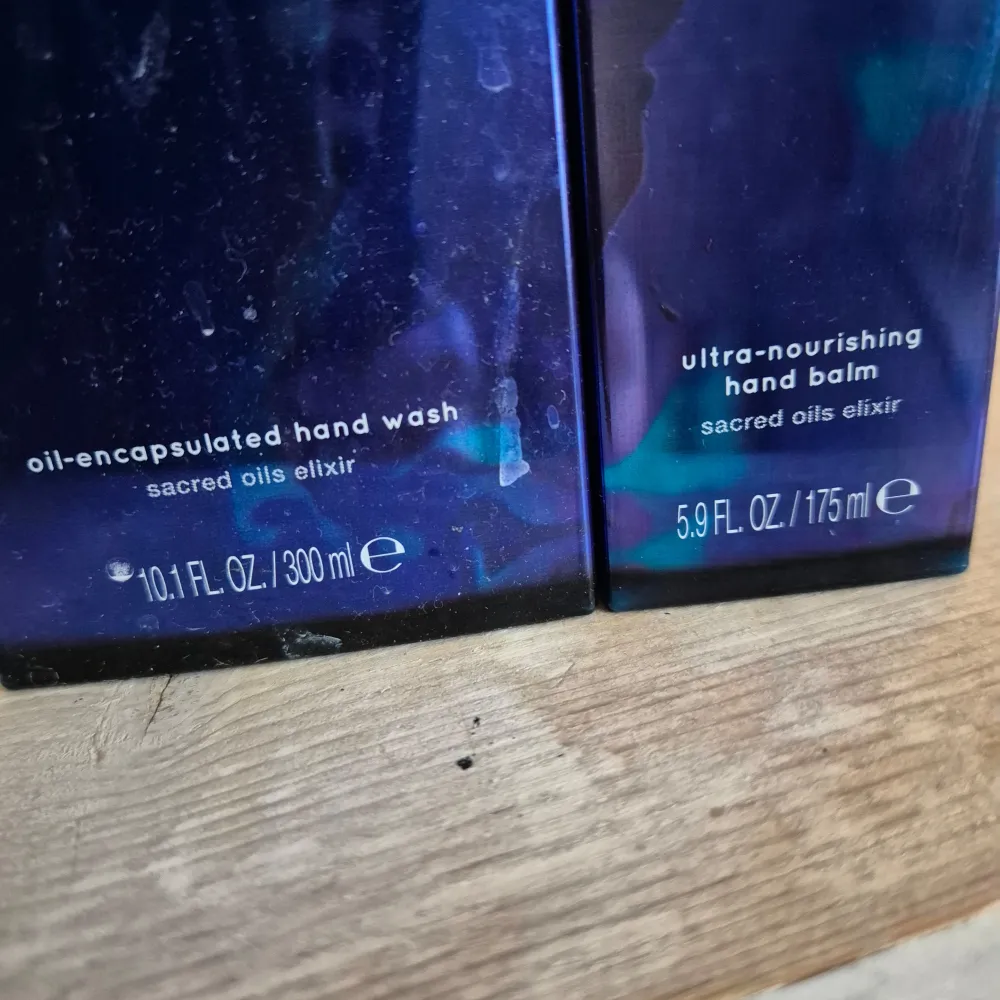 oil-encapsulated hand wash
sacred oils elixir
10.1 FL. OZ. / 300 ml ℮
ultra-nourishing
hand balm
sacred oils elixir
5.9 FL. OZ. / 175 ml ℮